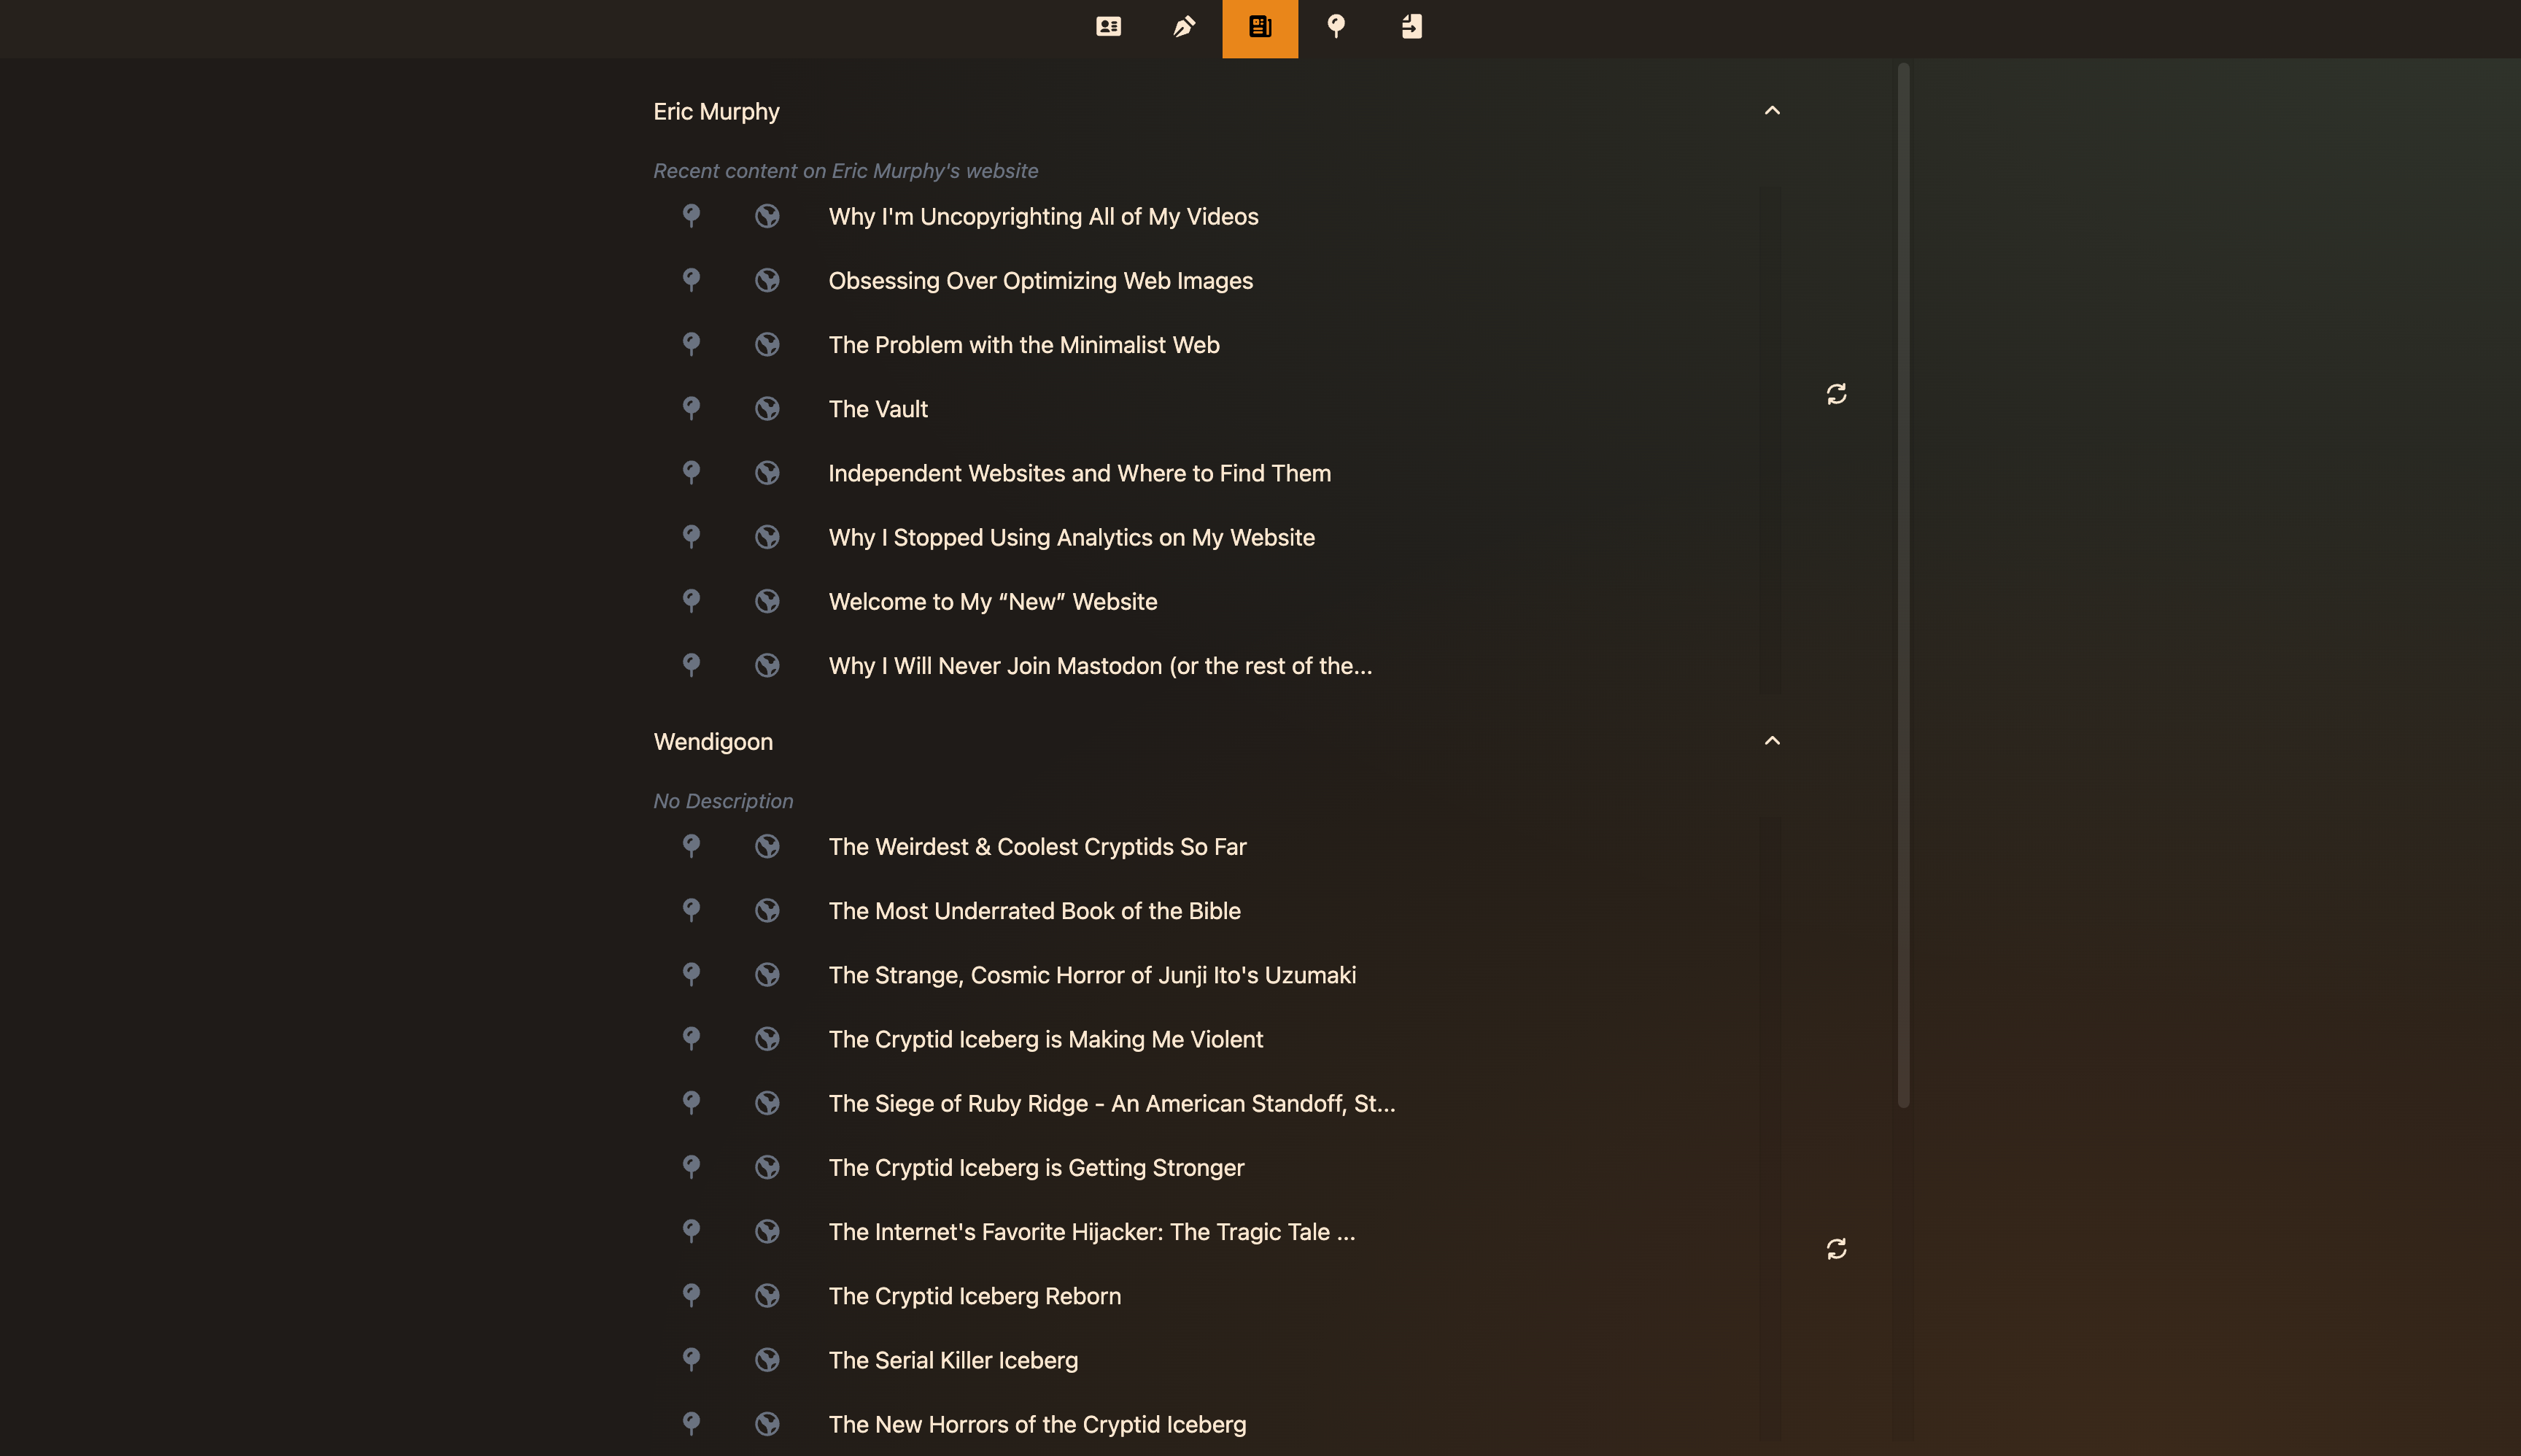 Eric Murphy
Recent content on Eric Murphy's website
Why I'm Uncopyrighting All of My Videos
Obsessing Over Optimizing Web Images
The Problem with the Minimalist Web
The Vault
Independent Websites and Where to Find Them
Why I Stopped Using Analytics on My Website
Welcome to My “New” Website
Why I Will Never Join Mastodon (or the rest of the...
Wendigoon
No Description
The Weirdest & Coolest Cryptids So Far
The Most Underrated Book of the Bible
The Strange, Cosmic Horror of Junji Ito's Uzumaki
The Cryptid Iceberg is Making Me Violent
The Siege of Ruby Ridge - An American Standoff, St...
The Cryptid Iceberg is Getting Stronger
The Internet's Favorite Hijacker: The Tragic Tale ...
The Cryptid Iceberg Reborn
The Serial Killer Iceberg
The New Horrors of the Cryptid Iceberg